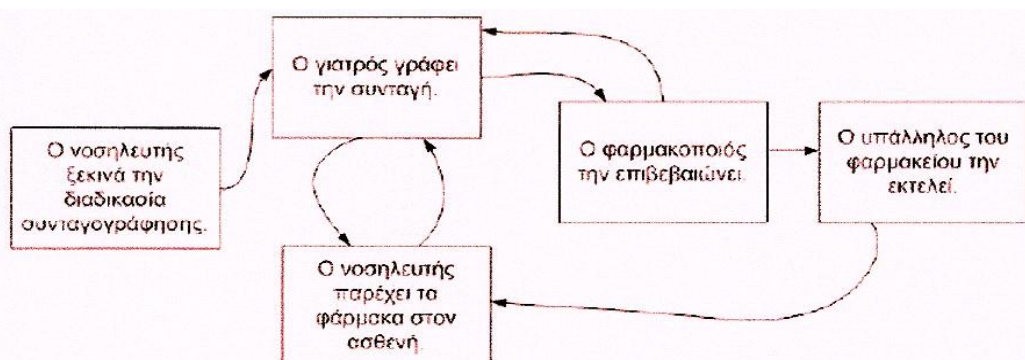 Ο νοσηλευτής
ξεκινά την
διαδικασία
συνταγογράφησης.
Ο γιατρός γράφει
την συνταγή.
Ο φαρμακοποιός
την επιβεβαιώνει.
Ο υπάλληλος του
φαρμακείου την
εκτελεί.
Ο νοσηλευτής
παρέχει τα
φάρμακα στον
ασθενή.